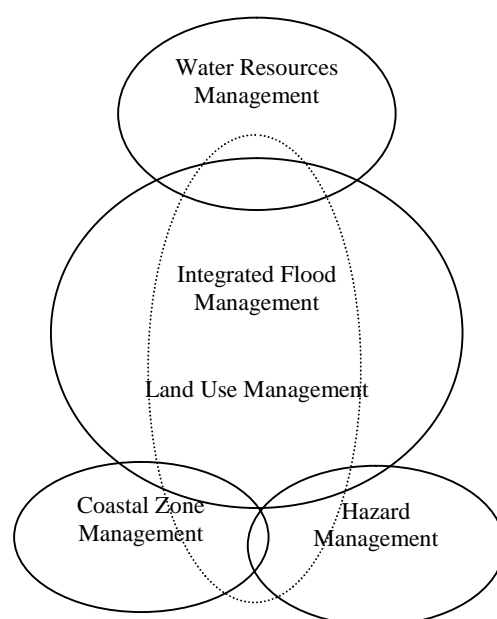 Water Resources
Management
Integrated Flood
Management
Land Use Management
Coastal Zone
Management
Hazard
Management